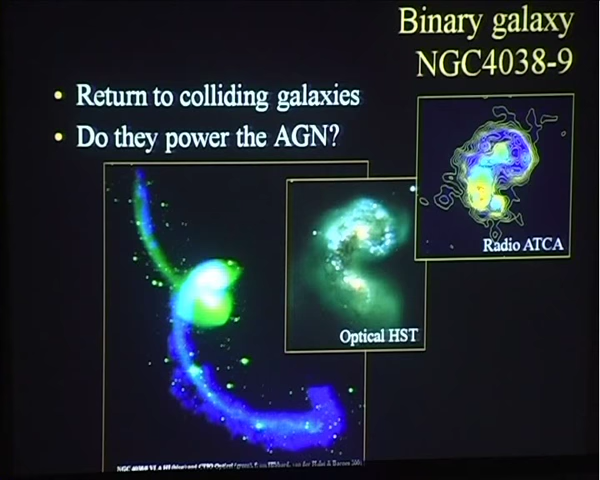 Binary galaxy
NGC4038-9
• Return to colliding galaxies
• Do they power the AGN?
Radio ATCA
Optical HST